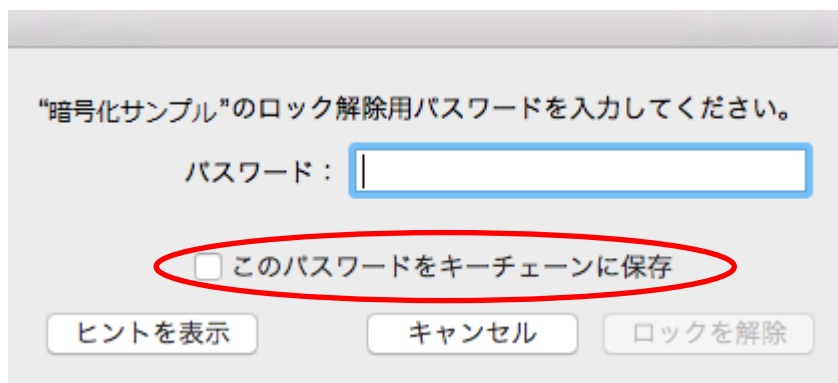 “暗号化サンプル”のロック解除用パスワードを入力してください。
パスワード：
このパスワードをキーチェーンに保存
ヒントを表示 キャンセル ロックを解除